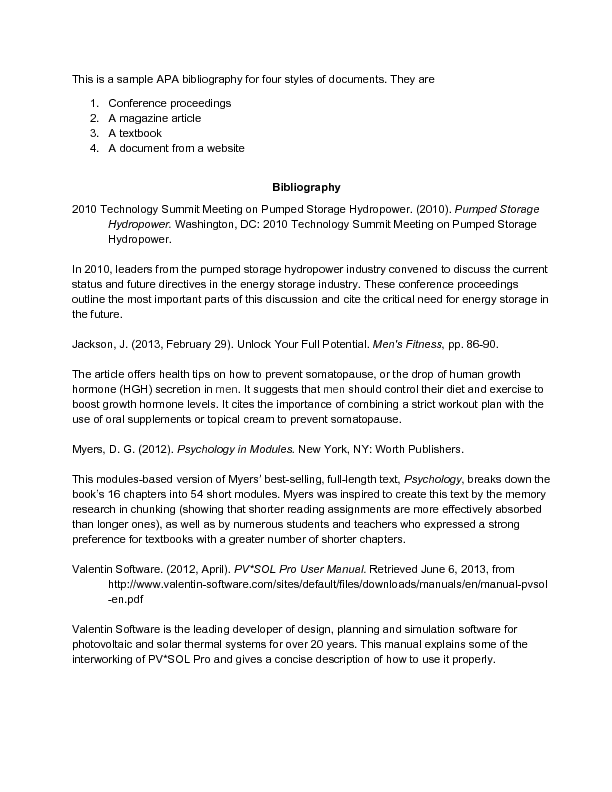 This is a sample APA bibliography for four styles of documents. They are
1. Conference proceedings
2. A magazine article
3. A textbook
4. A document from a website
Bibliography
2010 Technology Summit Meeting on Pumped Storage Hydropower. (2010). Pumped Storage
Hydropower. Washington, DC: 2010 Technology Summit Meeting on Pumped Storage
Hydropower.
In 2010, leaders from the pumped storage hydropower industry convened to discuss the current
status and future directives in the energy storage industry. These conference proceedings
outline the most important parts of this discussion and cite the critical need for energy storage in
the future.
Jackson, J. (2013, February 29). Unlock Your Full Potential. Men's Fitness, pp. 86-90.
The article offers health tips on how to prevent somatopause, or the drop of human growth
hormone (HGH) secretion in men. It suggests that men should control their diet and exercise to
boost growth hormone levels. It cites the importance of combining a strict workout plan with the
use of oral supplements or topical cream to prevent somatopause.
Myers, D. G. (2012). Psychology in Modules. New York, NY: Worth Publishers.
This modules-based version of Myers' best-selling, full-length text, Psychology, breaks down the
book's 16 chapters into 54 short modules. Myers was inspired to create this text by the memory
research in chunking (showing that shorter reading assignments are more effectively absorbed
than longer ones), as well as by numerous students and teachers who expressed a strong
preference for textbooks with a greater number of shorter chapters.
Valentin Software. (2012, April). PV*SOL Pro User Manual. Retrieved June 6, 2013, from
http://www.valentin-software.com/sites/default/files/downloads/manuals/en/manual-pvsol
-en.pdf
Valentin Software is the leading developer of design, planning and simulation software for
photovoltaic and solar thermal systems for over 20 years. This manual explains some of the
interworking of PV*SOL Pro and gives a concise description of how to use it properly.